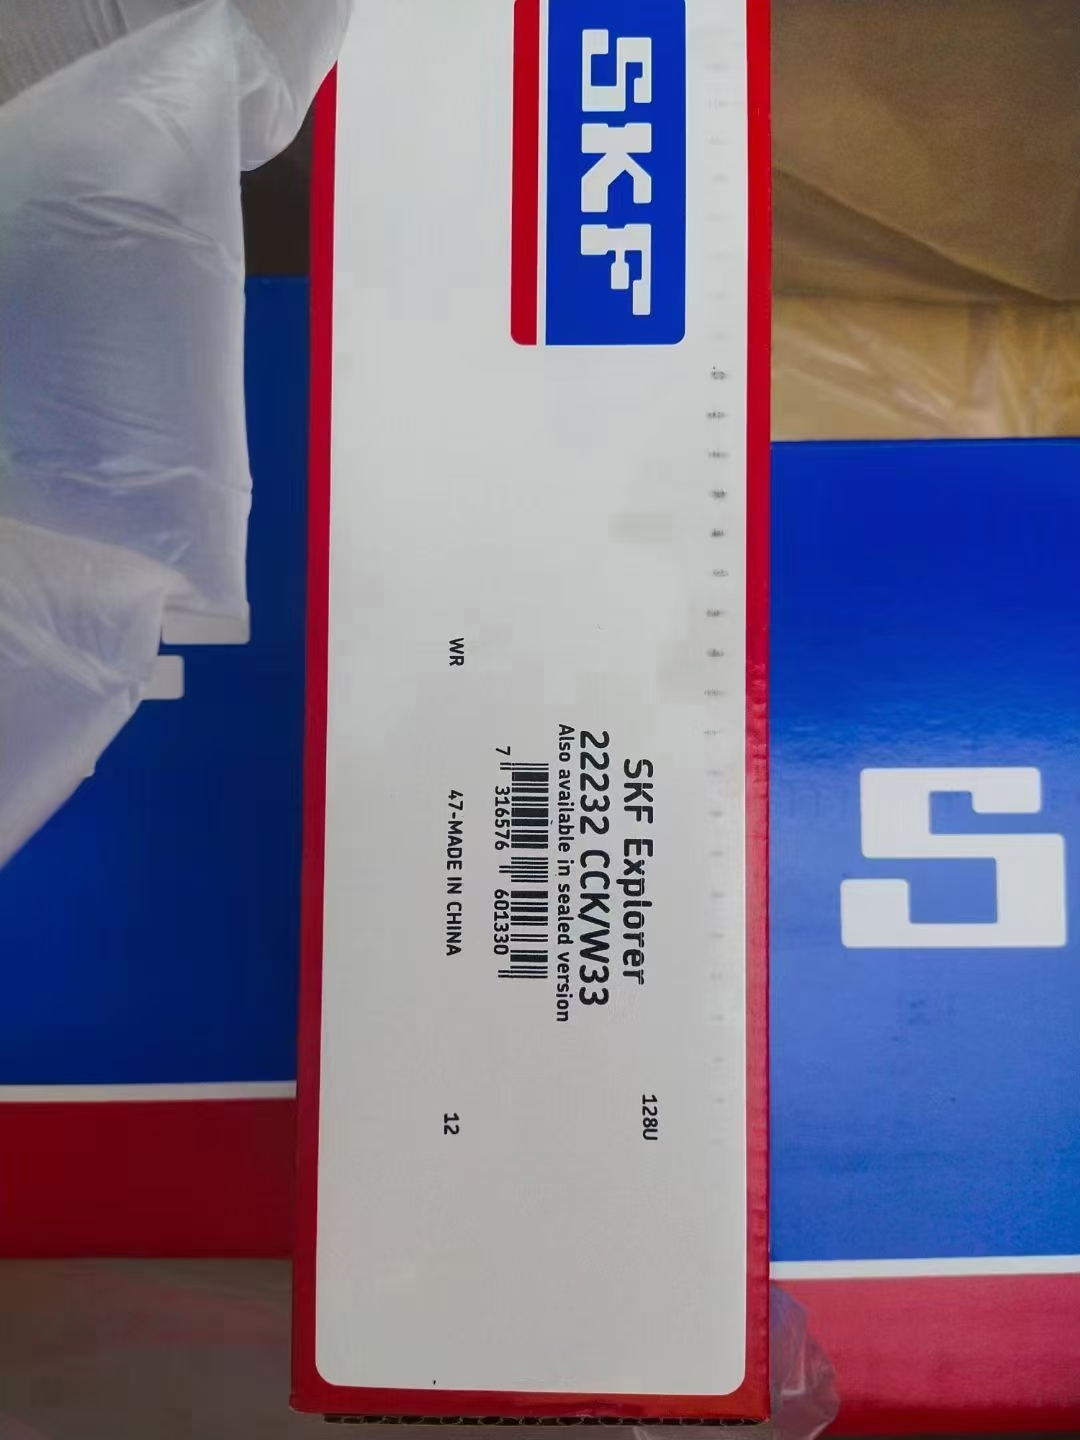 SKF
SKF Explorer
128U
22232 CCK/W33
Also available in sealed version
7 316576 601330
WR
47-MADE IN CHINA
12
S